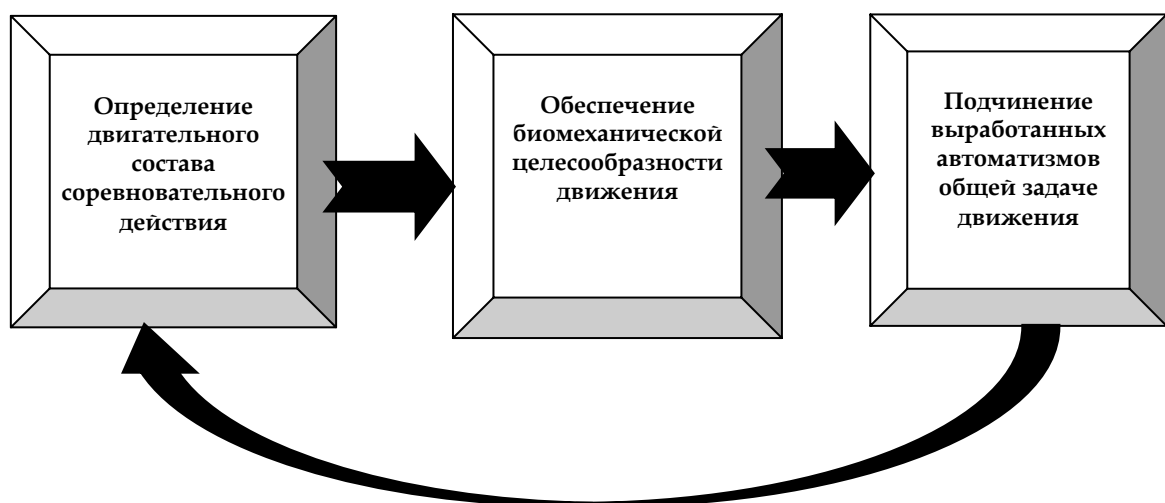 Определение
двигательного
состава
соревновательного
действия
Обеспечение
биомеханической
целесообразности
движения
Подчинение
выработанных
автоматизмов
общей задаче
движения